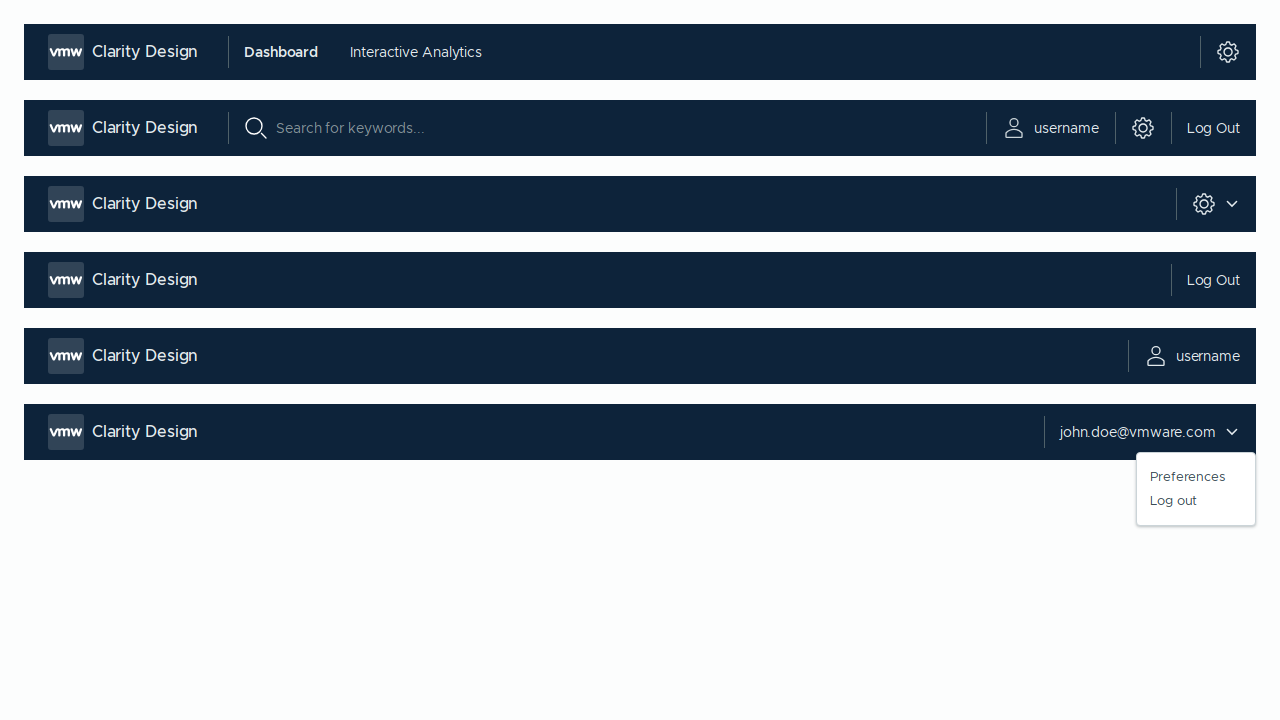 vmw Clarity Design Dashboard Interactive Analytics
vmw Clarity Design Search for keywords... username Log Out
vmw Clarity Design
vmw Clarity Design Log Out
vmw Clarity Design username
vmw Clarity Design john.doe@vmware.com
Preferences
Log out